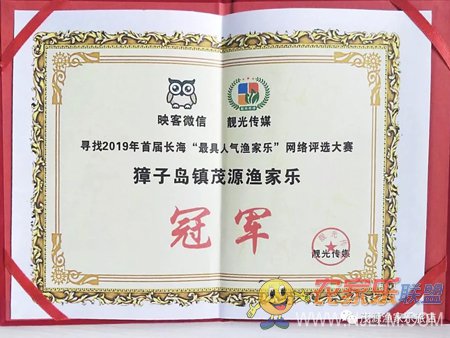 映客微信 靓光传媒
寻找2019年首届长海“最具人气渔家乐”网络评选大赛
獐子岛镇茂源渔家乐
冠军
靓光传媒
农家乐联盟